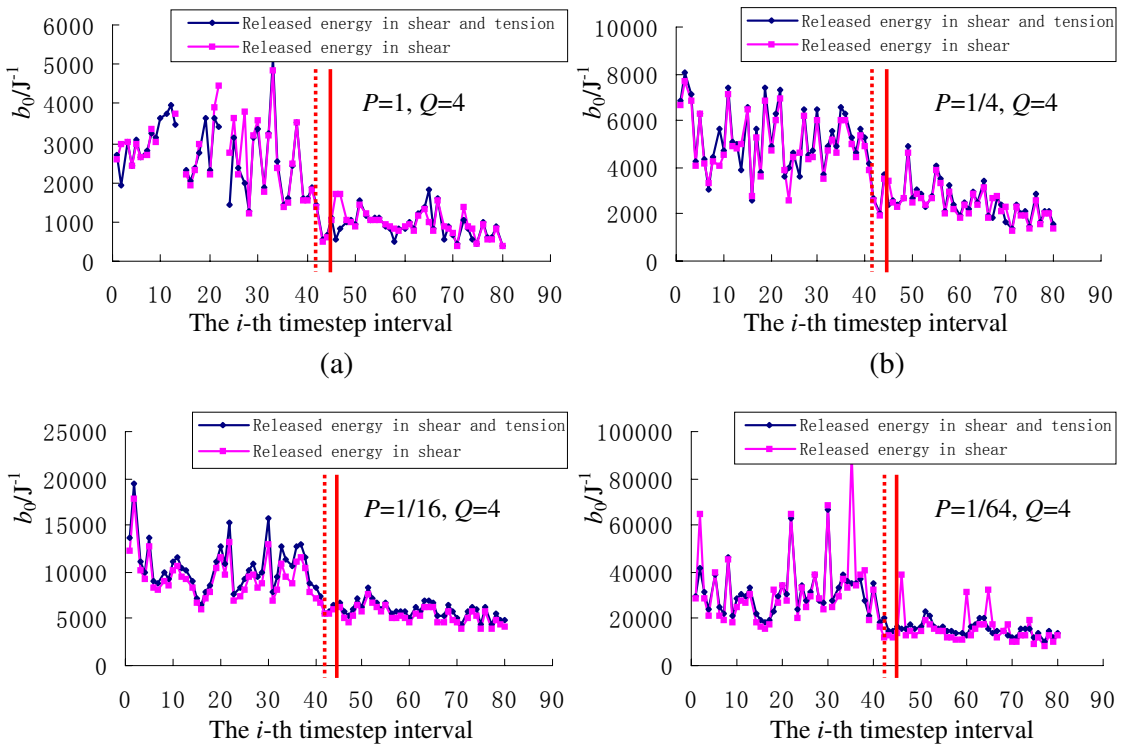 Released energy in shear and tension
Released energy in shear
b0/J-1
6000
5000
4000
3000
2000
1000
0
P=1, Q=4
0 10 20 30 40 50 60 70 80 90
The i-th timestep interval
(a)
Released energy in shear and tension
Released energy in shear
b0/J-1
10000
8000
6000
4000
2000
0
P=1/4, Q=4
0 10 20 30 40 50 60 70 80 90
The i-th timestep interval
(b)
Released energy in shear and tension
Released energy in shear
b0/J-1
25000
20000
15000
10000
5000
0
P=1/16, Q=4
0 10 20 30 40 50 60 70 80 90
The i-th timestep interval
Released energy in shear and tension
Released energy in shear
b0/J-1
100000
80000
60000
40000
20000
0
P=1/64, Q=4
0 10 20 30 40 50 60 70 80 90
The i-th timestep interval